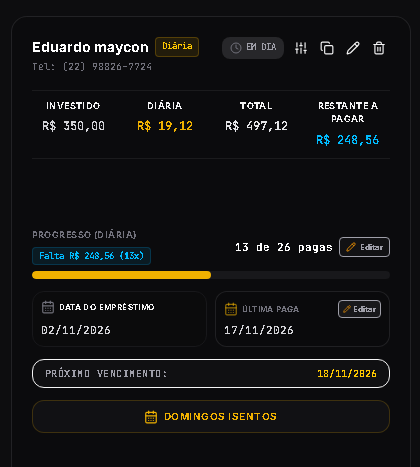 Eduardo maycon Diária EM DIA
Tel: (22) 98826-7724
INVESTIDO DIÁRIA TOTAL RESTANTE A PAGAR
R$ 350,00 R$ 19,12 R$ 497,12 R$ 248,56
PROGRESSO (DIÁRIA)
Falta R$ 248,56 (13x) 13 de 26 pagas Editar
DATA DO EMPRÉSTIMO ÚLTIMA PAGA Editar
02/11/2026 17/11/2026
PRÓXIMO VENCIMENTO: 18/11/2026
DOMINGOS ISENTOS